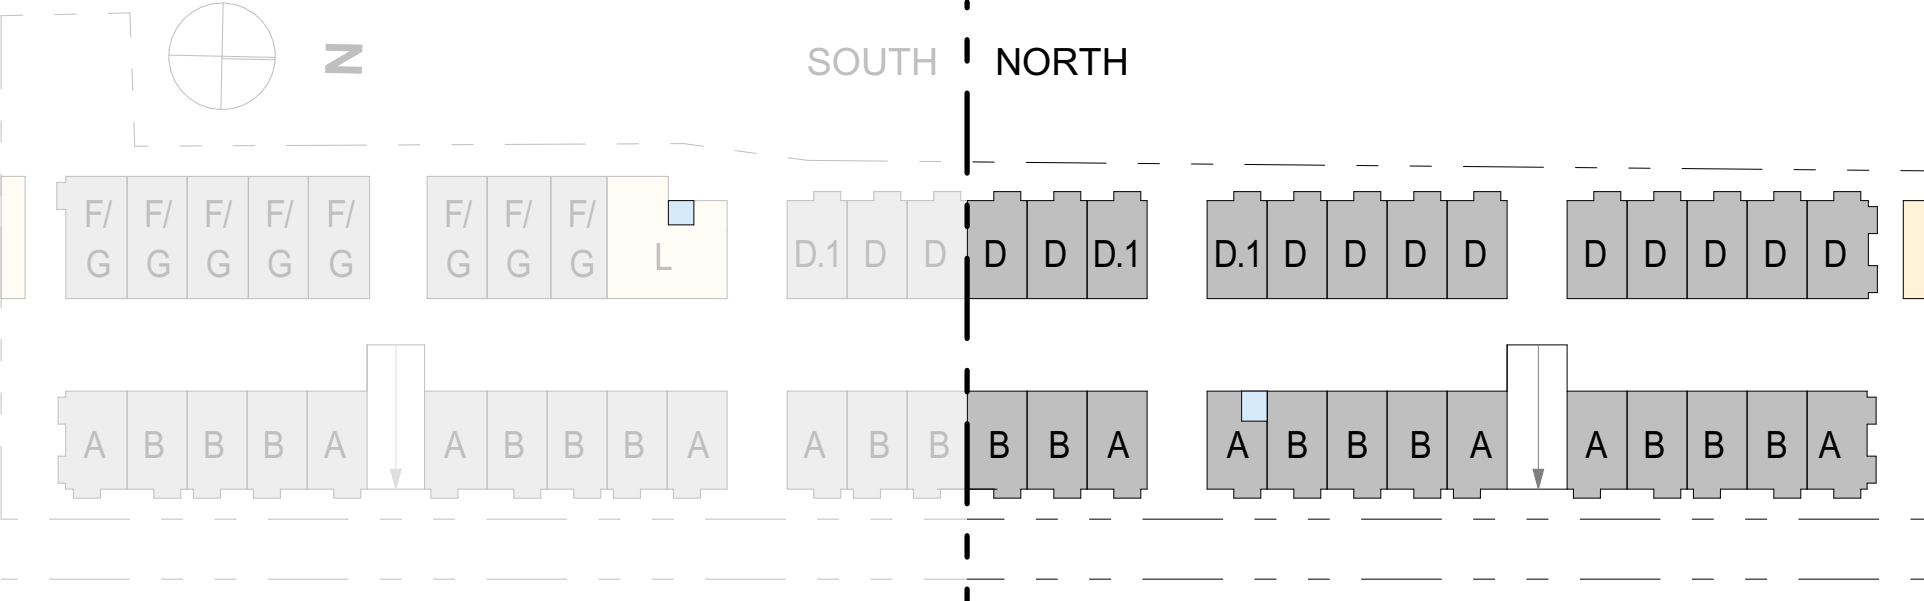 N
SOUTH NORTH
F/ F/ F/ F/ F/ F/ F/ F/
G G G G G G G G L D.1 D D D D D.1 D.1 D D D D D D D D D
A B B B A A B B B A A B B B B A A B B B A A B B B A